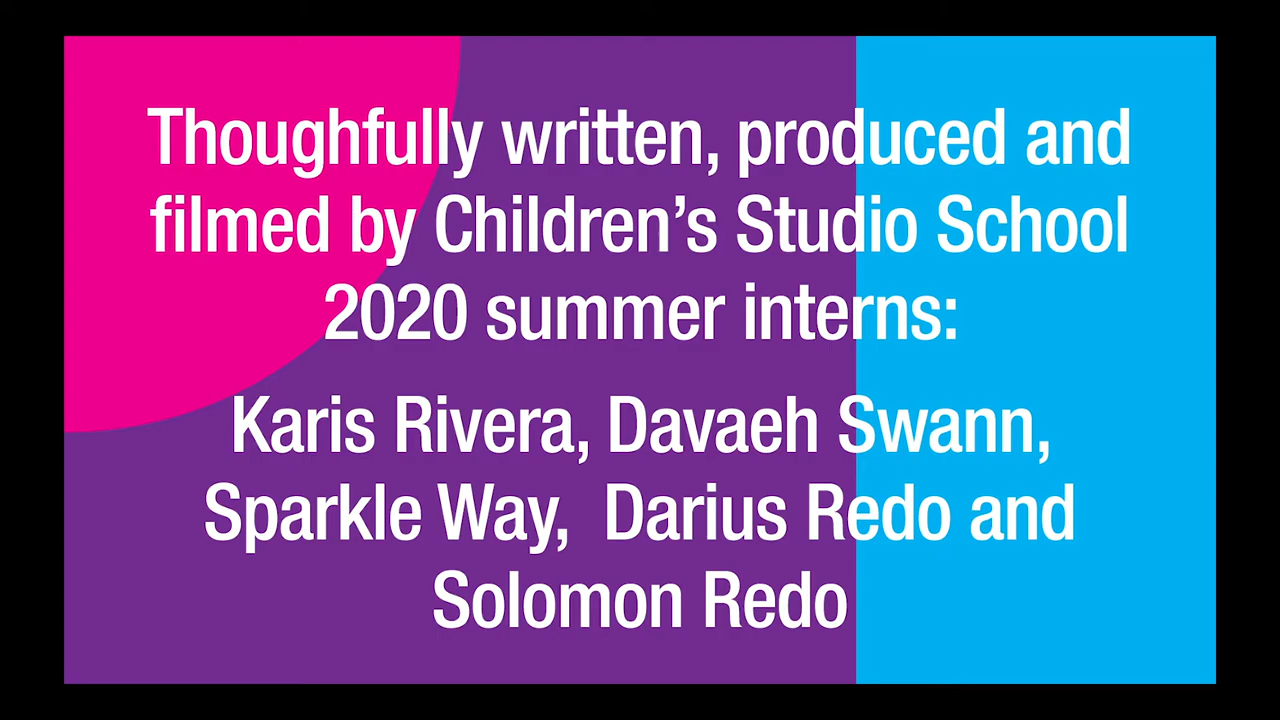 Thoughfully written, produced and
filmed by Children’s Studio School
2020 summer interns:
Karis Rivera, Davaeh Swann,
Sparkle Way,  Darius Redo and
Solomon Redo